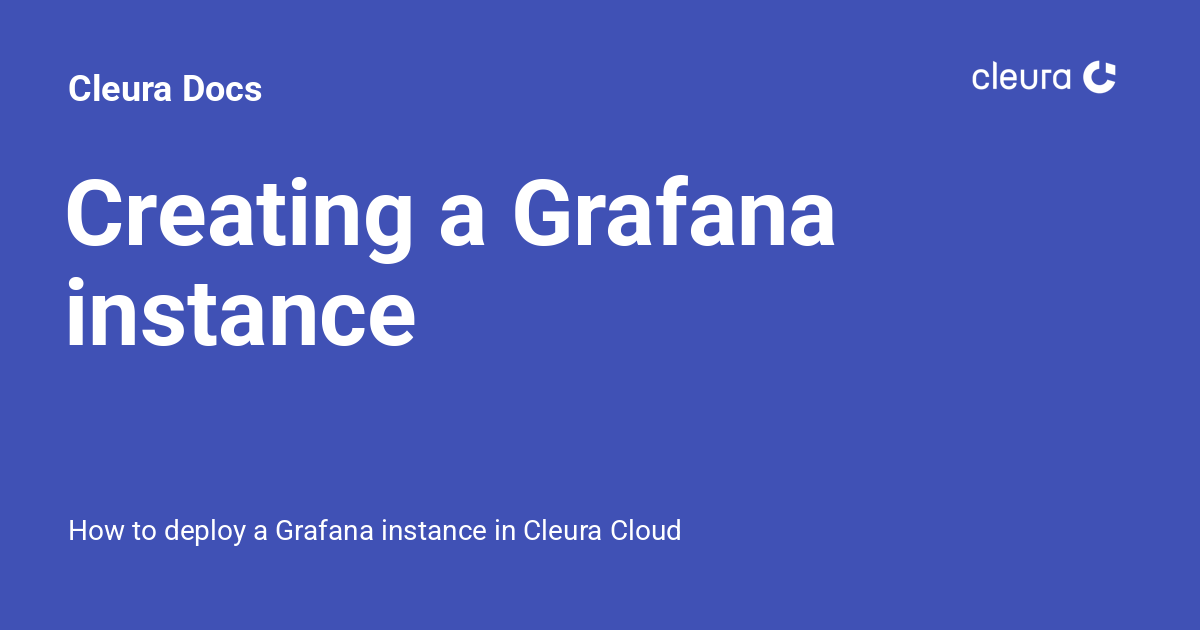 Cleura Docs
cleura
Creating a Grafana
instance
How to deploy a Grafana instance in Cleura Cloud